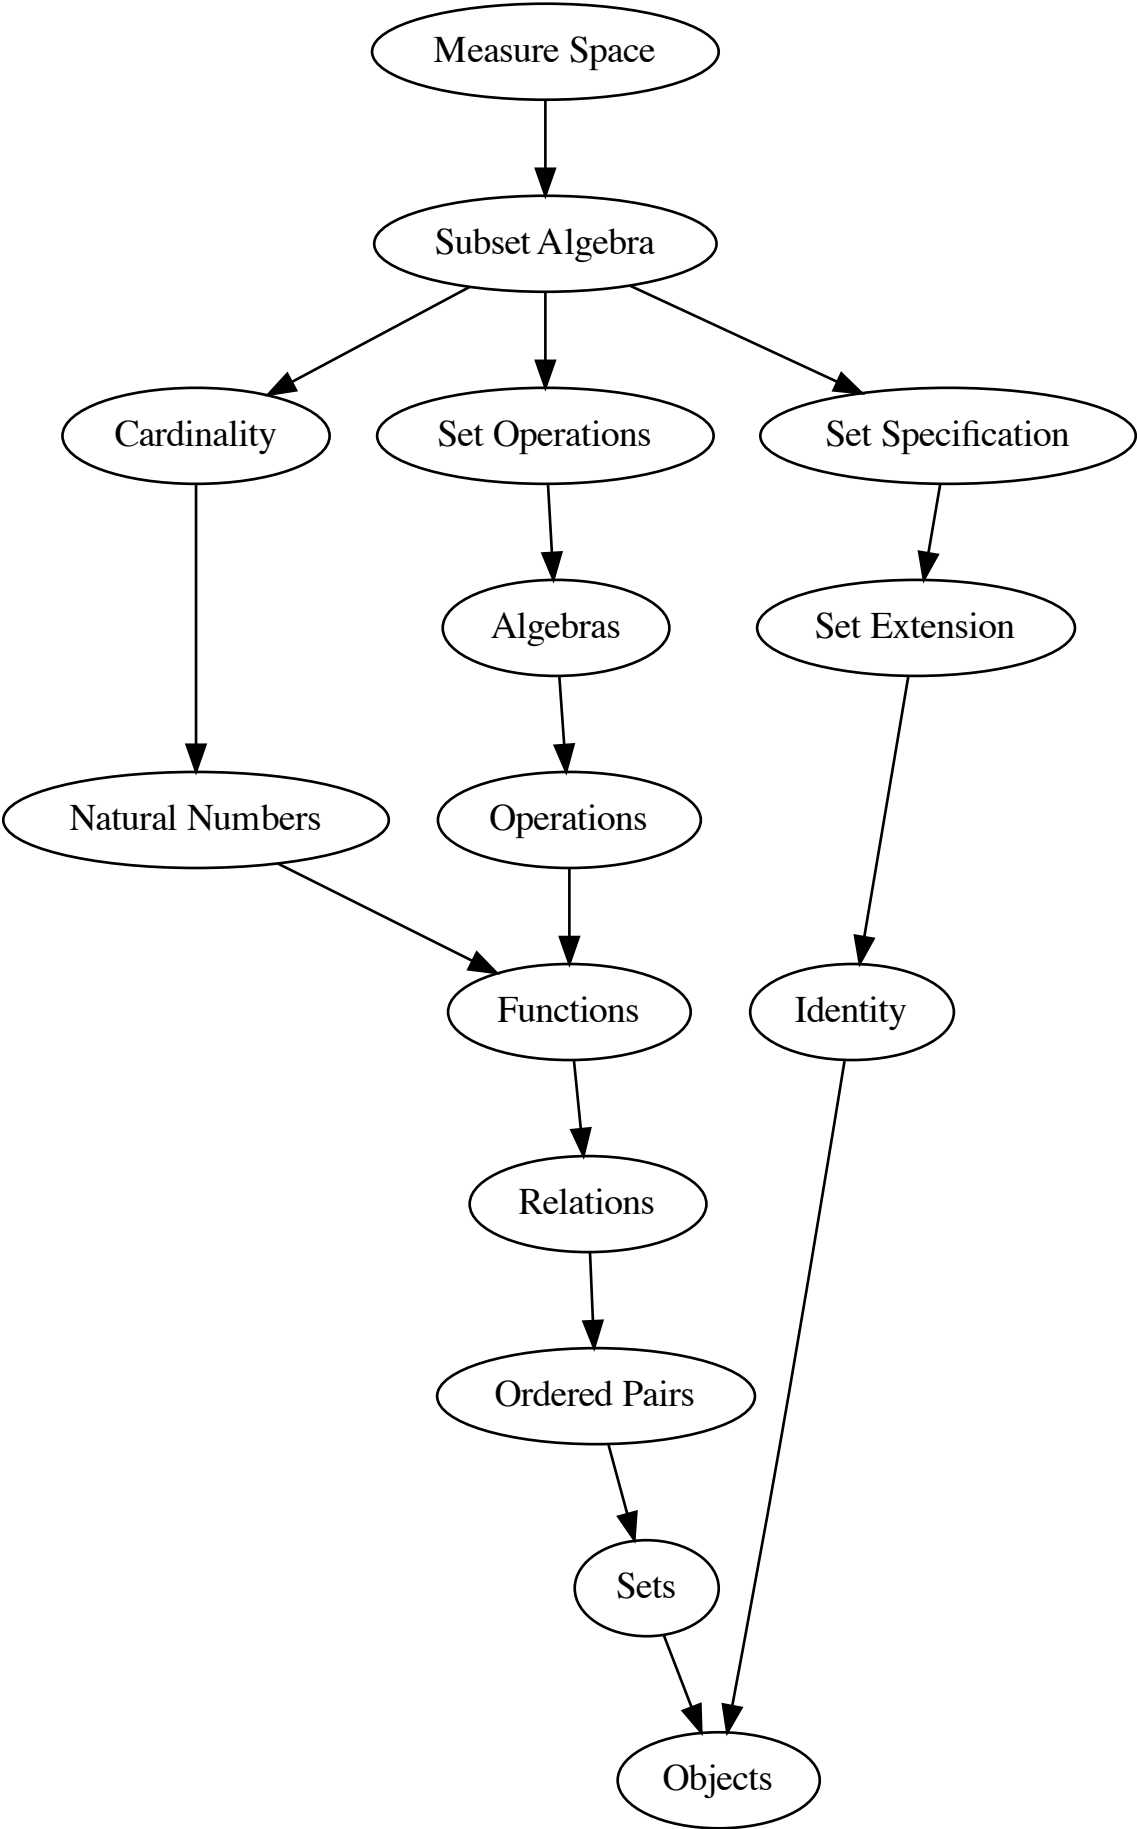 Measure Space
Subset Algebra
Cardinality
Set Operations
Set Specification
Algebras
Set Extension
Natural Numbers
Operations
Functions
Identity
Relations
Ordered Pairs
Sets
Objects